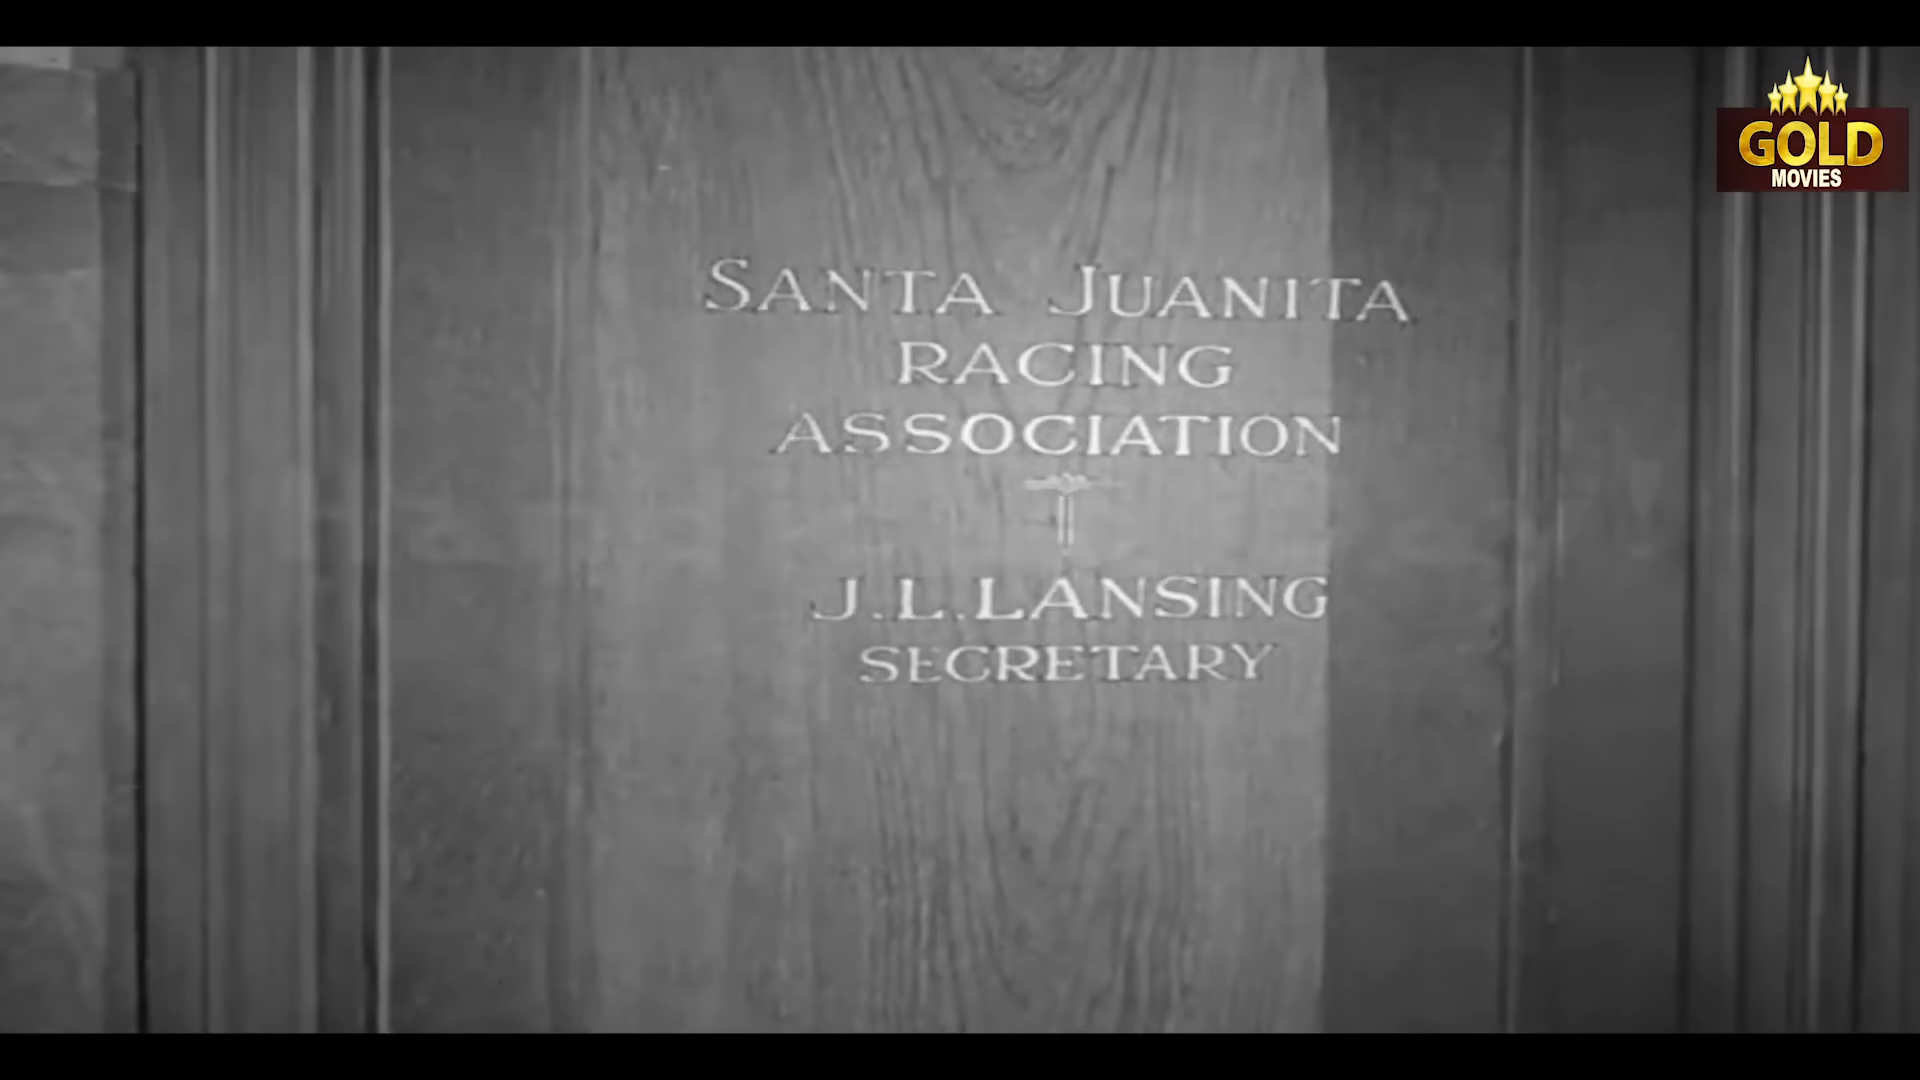 SANTA JUANITA
RACING
ASSOCIATION
J. L. LANSING
SECRETARY
GOLD
MOVIES